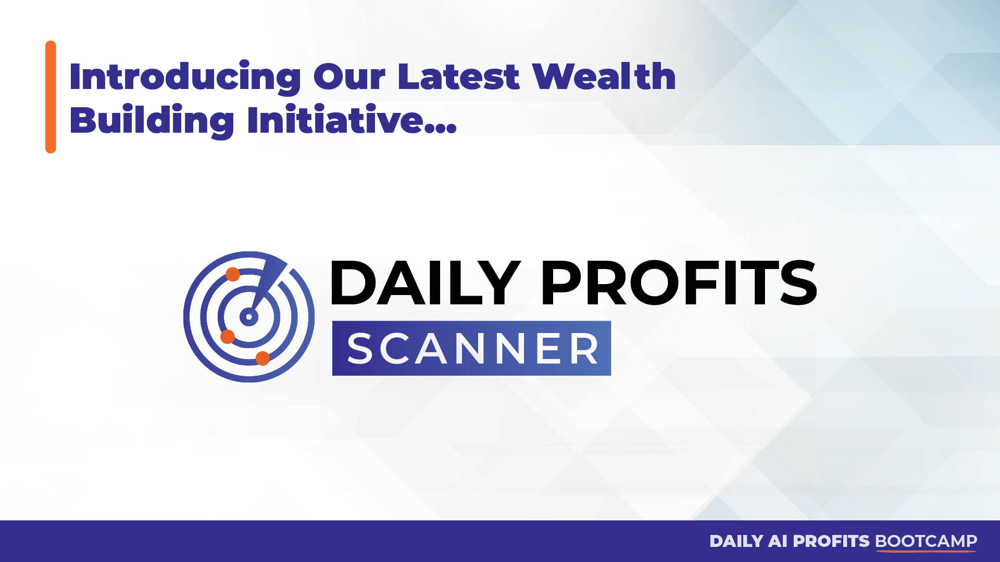 Introducing Our Latest Wealth
Building Initiative...
DAILY PROFITS
SCANNER
DAILY AI PROFITS BOOTCAMP